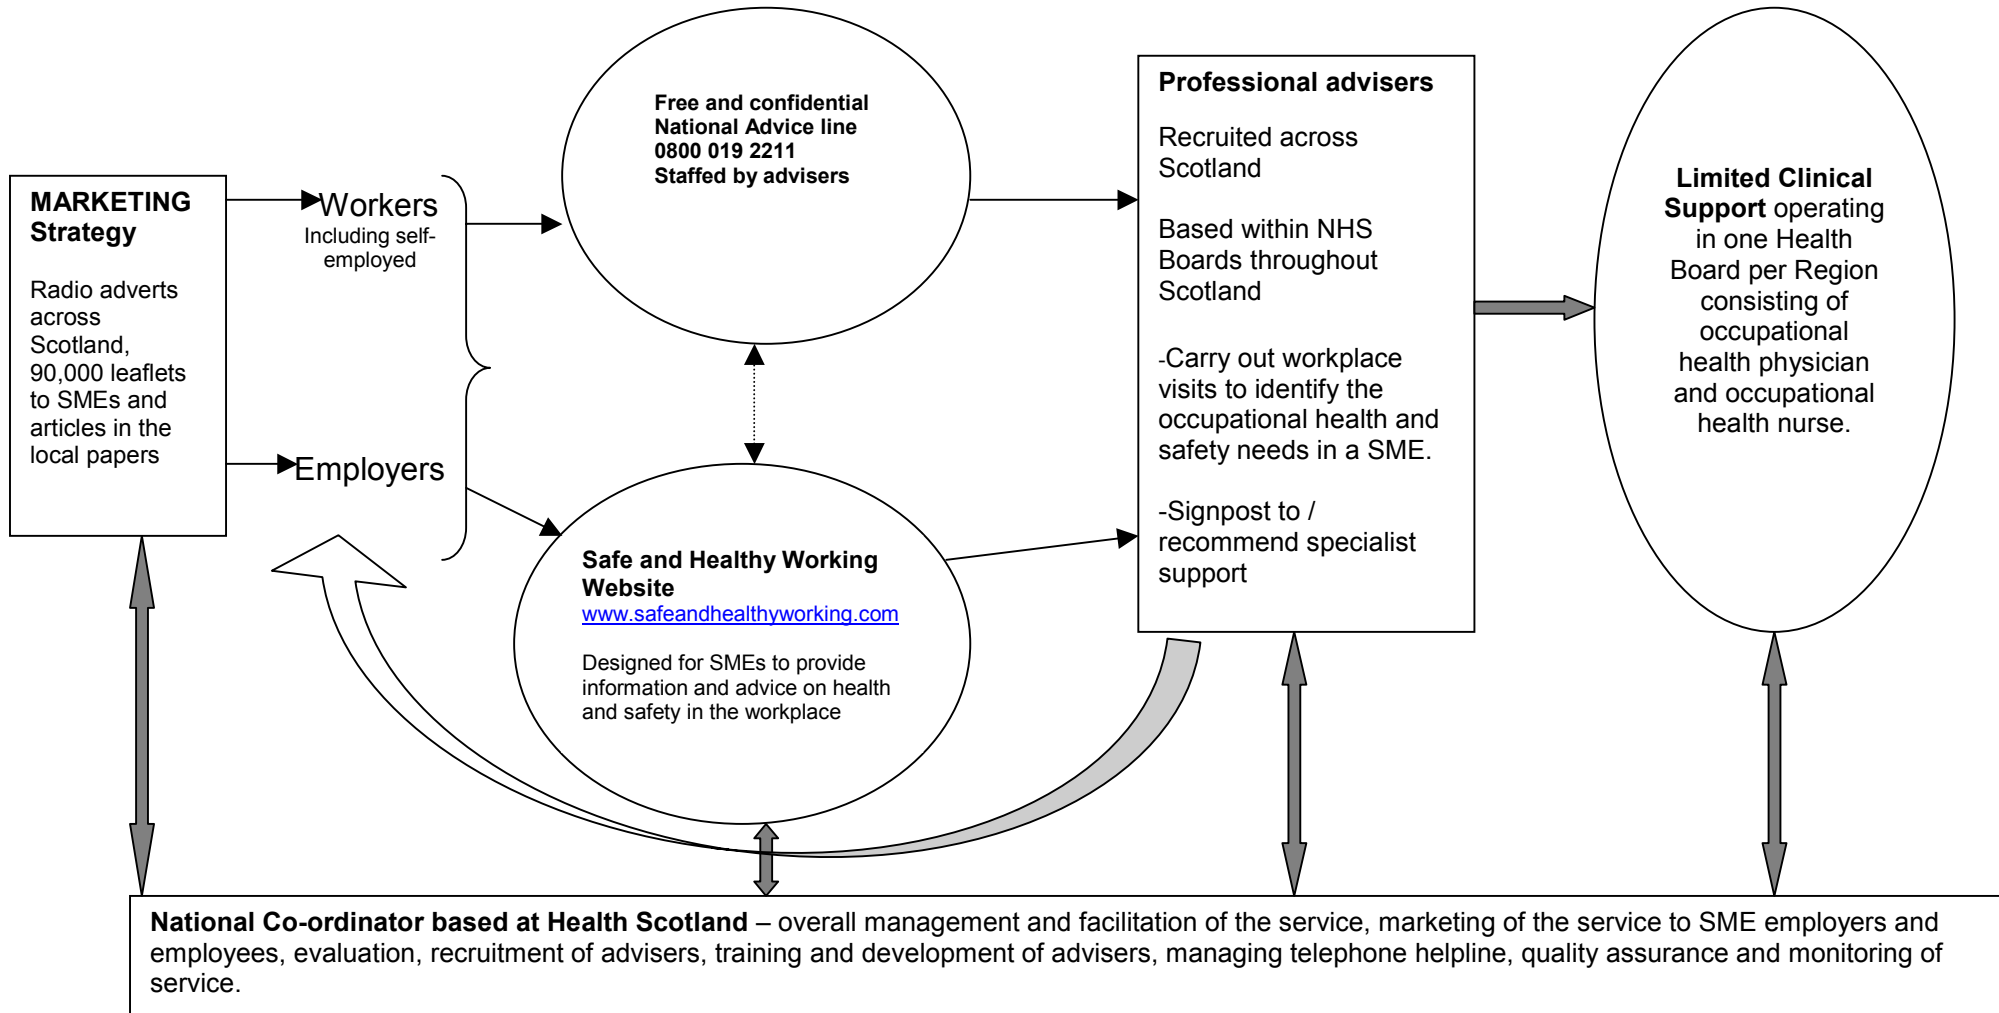 MARKETING
Strategy
Radio adverts
across
Scotland,
90,000 leaflets
to SMEs and
articles in the
local papers
Workers
Including self-
employed
Employers
Free and confidential
National Advice line
0800 019 2211
Staffed by advisers
Safe and Healthy Working
Website
www.safeandhealthyworking.com
Designed for SMEs to provide
information and advice on health
and safety in the workplace
Professional advisers
Recruited across
Scotland
Based within NHS
Boards throughout
Scotland
-Carry out workplace
visits to identify the
occupational health and
safety needs in a SME.
-Signpost to /
recommend specialist
support
Limited Clinical
Support operating
in one Health
Board per Region
consisting of
occupational
health physician
and occupational
health nurse.
National Co-ordinator based at Health Scotland – overall management and facilitation of the service, marketing of the service to SME employers and
employees, evaluation, recruitment of advisers, training and development of advisers, managing telephone helpline, quality assurance and monitoring of
service.